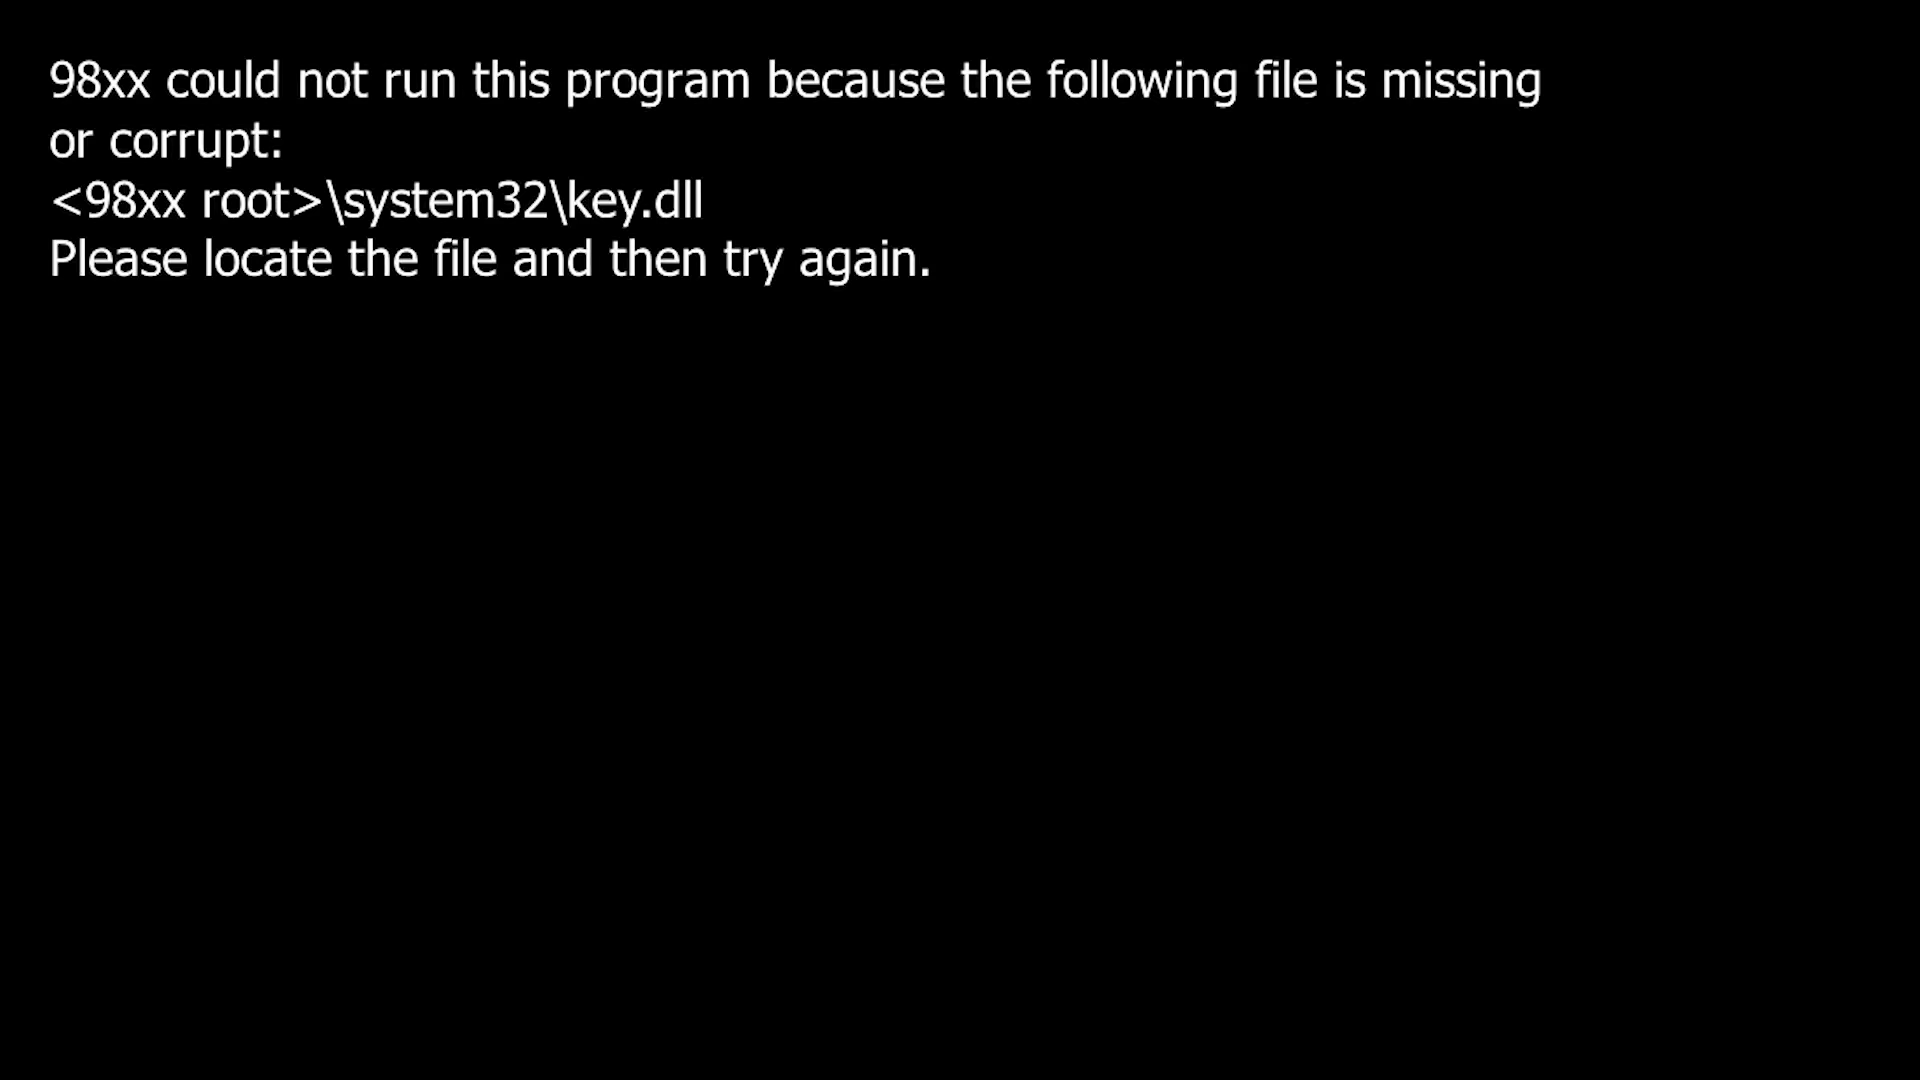 98xx could not run this program because the following file is missing
or corrupt:
<98xx root>\system32\key.dll
Please locate the file and then try again.